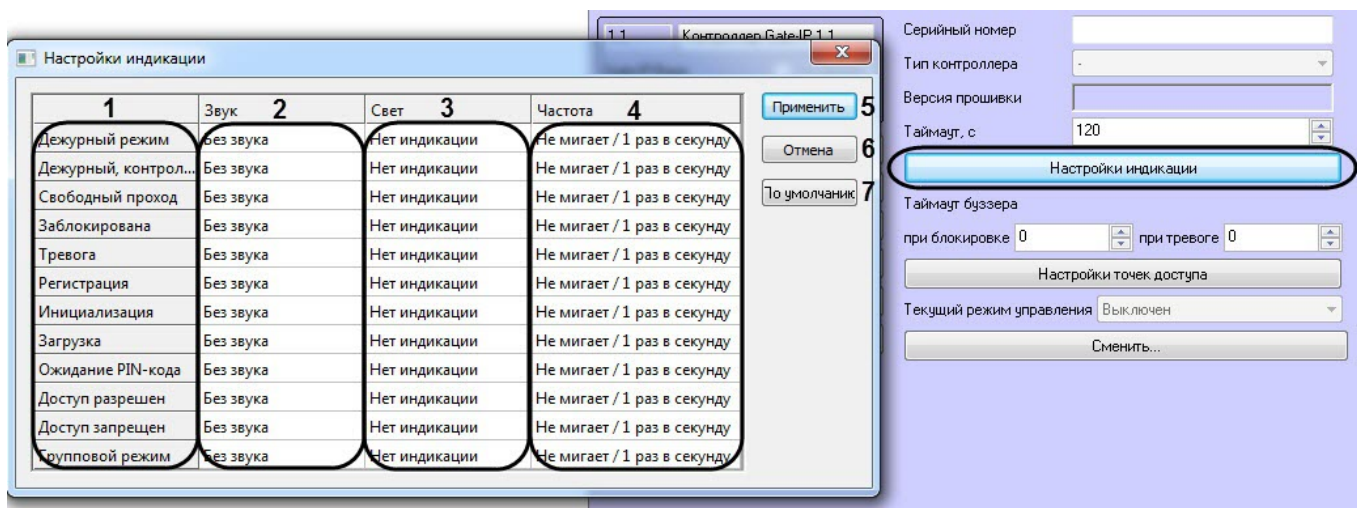 1.1 Контроллер Gate-IP 1.1
Настройки индикации
1 Звук 2 Свет 3 Частота 4
Дежурный режим Без звука Нет индикации Не мигает / 1 раз в секунду
Дежурный, контрол... Без звука Нет индикации Не мигает / 1 раз в секунду
Свободный проход Без звука Нет индикации Не мигает / 1 раз в секунду
Заблокирована Без звука Нет индикации Не мигает / 1 раз в секунду
Тревога Без звука Нет индикации Не мигает / 1 раз в секунду
Регистрация Без звука Нет индикации Не мигает / 1 раз в секунду
Инициализация Без звука Нет индикации Не мигает / 1 раз в секунду
Загрузка Без звука Нет индикации Не мигает / 1 раз в секунду
Ожидание PIN-кода Без звука Нет индикации Не мигает / 1 раз в секунду
Доступ разрешен Без звука Нет индикации Не мигает / 1 раз в секунду
Доступ запрещен Без звука Нет индикации Не мигает / 1 раз в секунду
Групповой режим Без звука Нет индикации Не мигает / 1 раз в секунду
Применить 5
Отмена 6
По умолчанию 7
Серийный номер
Тип контроллера -
Версия прошивки
Таймаут, с 120
Настройки индикации
Таймаут буззера
при блокировке 0 при тревоге 0
Настройки точек доступа
Текущий режим управления Выключен
Сменить...